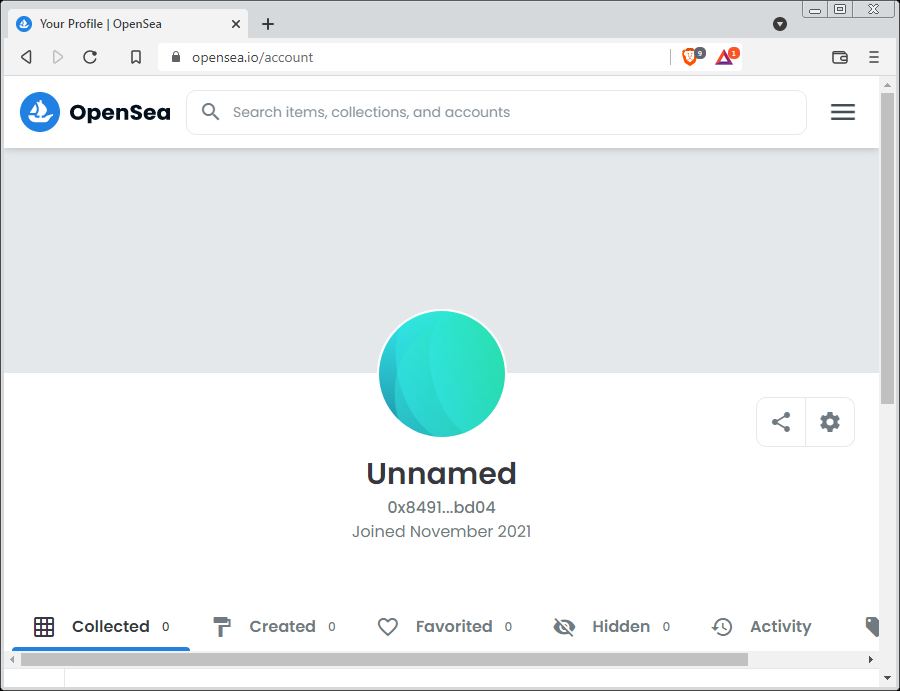 Your Profile | OpenSea
opensea.io/account
9
1
OpenSea
Search items, collections, and accounts
Unnamed
0x8491...bd04
Joined November 2021
Collected 0
Created 0
Favorited 0
Hidden 0
Activity